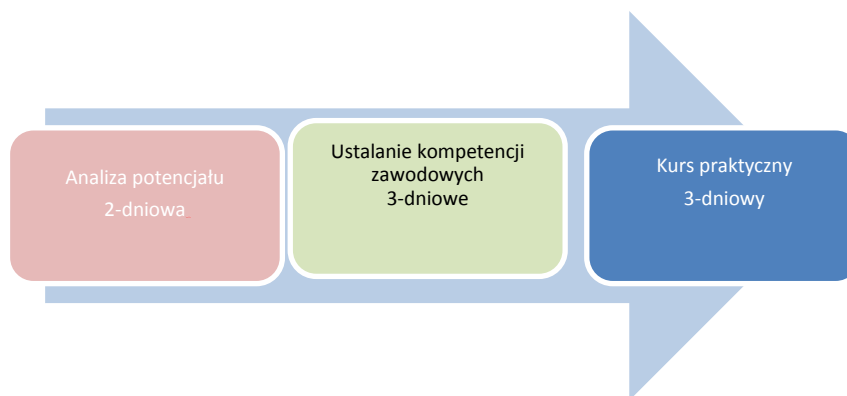 Analiza potencjału
2-dniowa
Ustalanie kompetencji
zawodowych
3-dniowe
Kurs praktyczny
3-dniowy